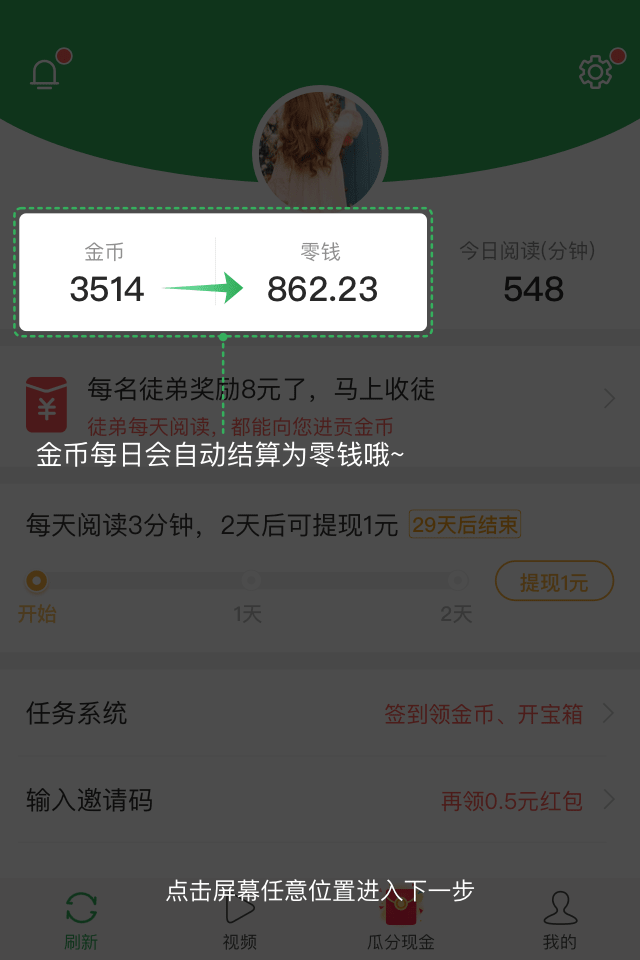 金币
零钱
今日阅读(分钟)
3514
862.23
548
每名徒弟奖励8元了，马上收徒
徒弟每天阅读，都能向您进贡金币
金币每日会自动结算为零钱哦~
每天阅读3分钟，2天后可提现1元 29天后结束
提现1元
开始
1天
2天
任务系统
签到领金币、开宝箱
输入邀请码
再领0.5元红包
点击屏幕任意位置进入下一步
刷新
视频
瓜分现金
我的